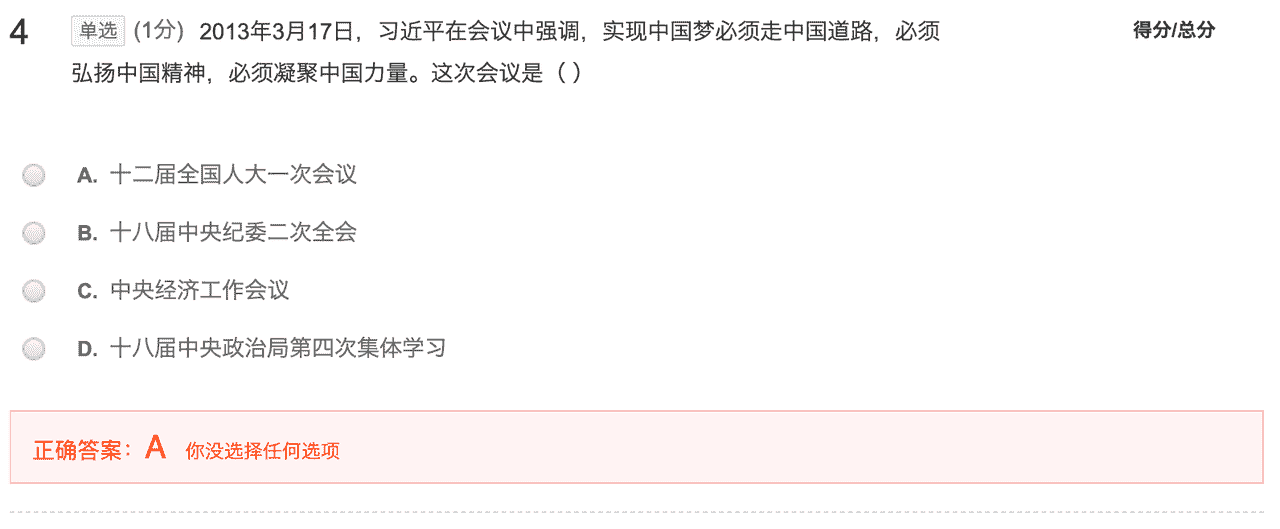 4 单选 (1分) 2013年3月17日，习近平在会议中强调，实现中国梦必须走中国道路，必须 得分/总分
弘扬中国精神，必须凝聚中国力量。这次会议是（ ）
A. 十二届全国人大一次会议
B. 十八届中央纪委二次全会
C. 中央经济工作会议
D. 十八届中央政治局第四次集体学习
正确答案：A 你没选择任何选项